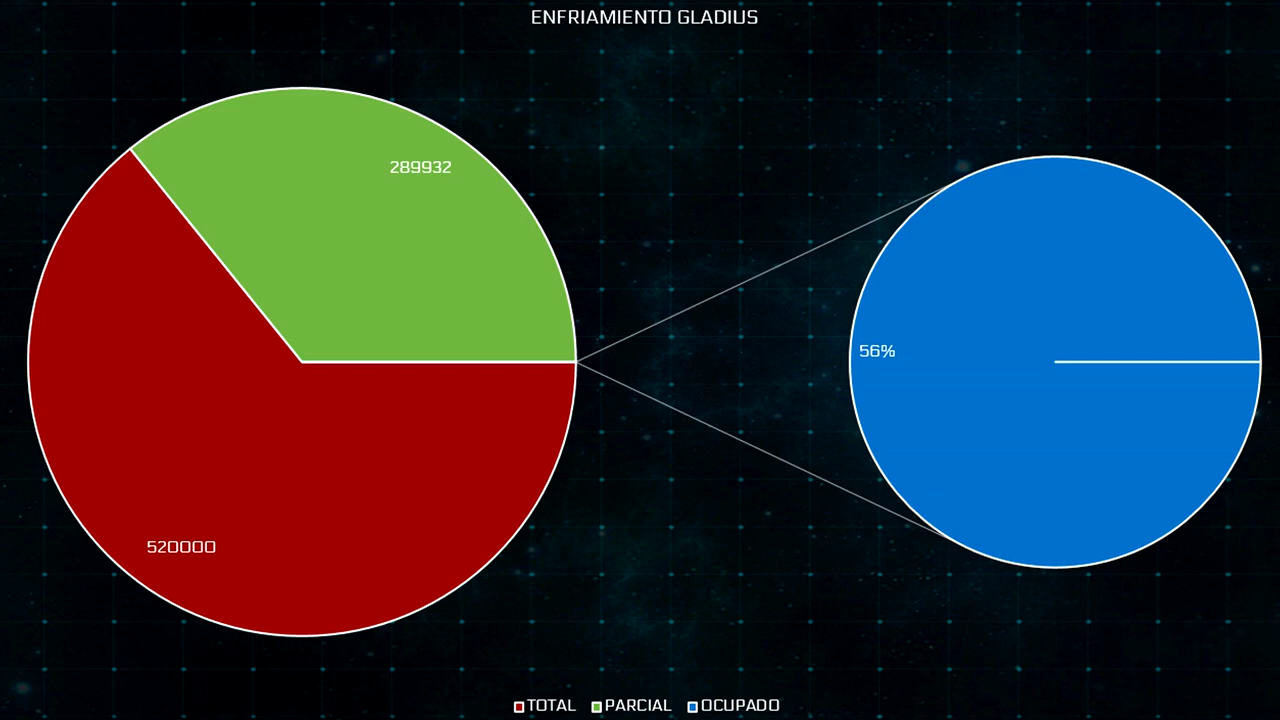 ENFRIAMIENTO GLADIUS
289932
56%
520000
TOTAL PARCIAL OCUPADO